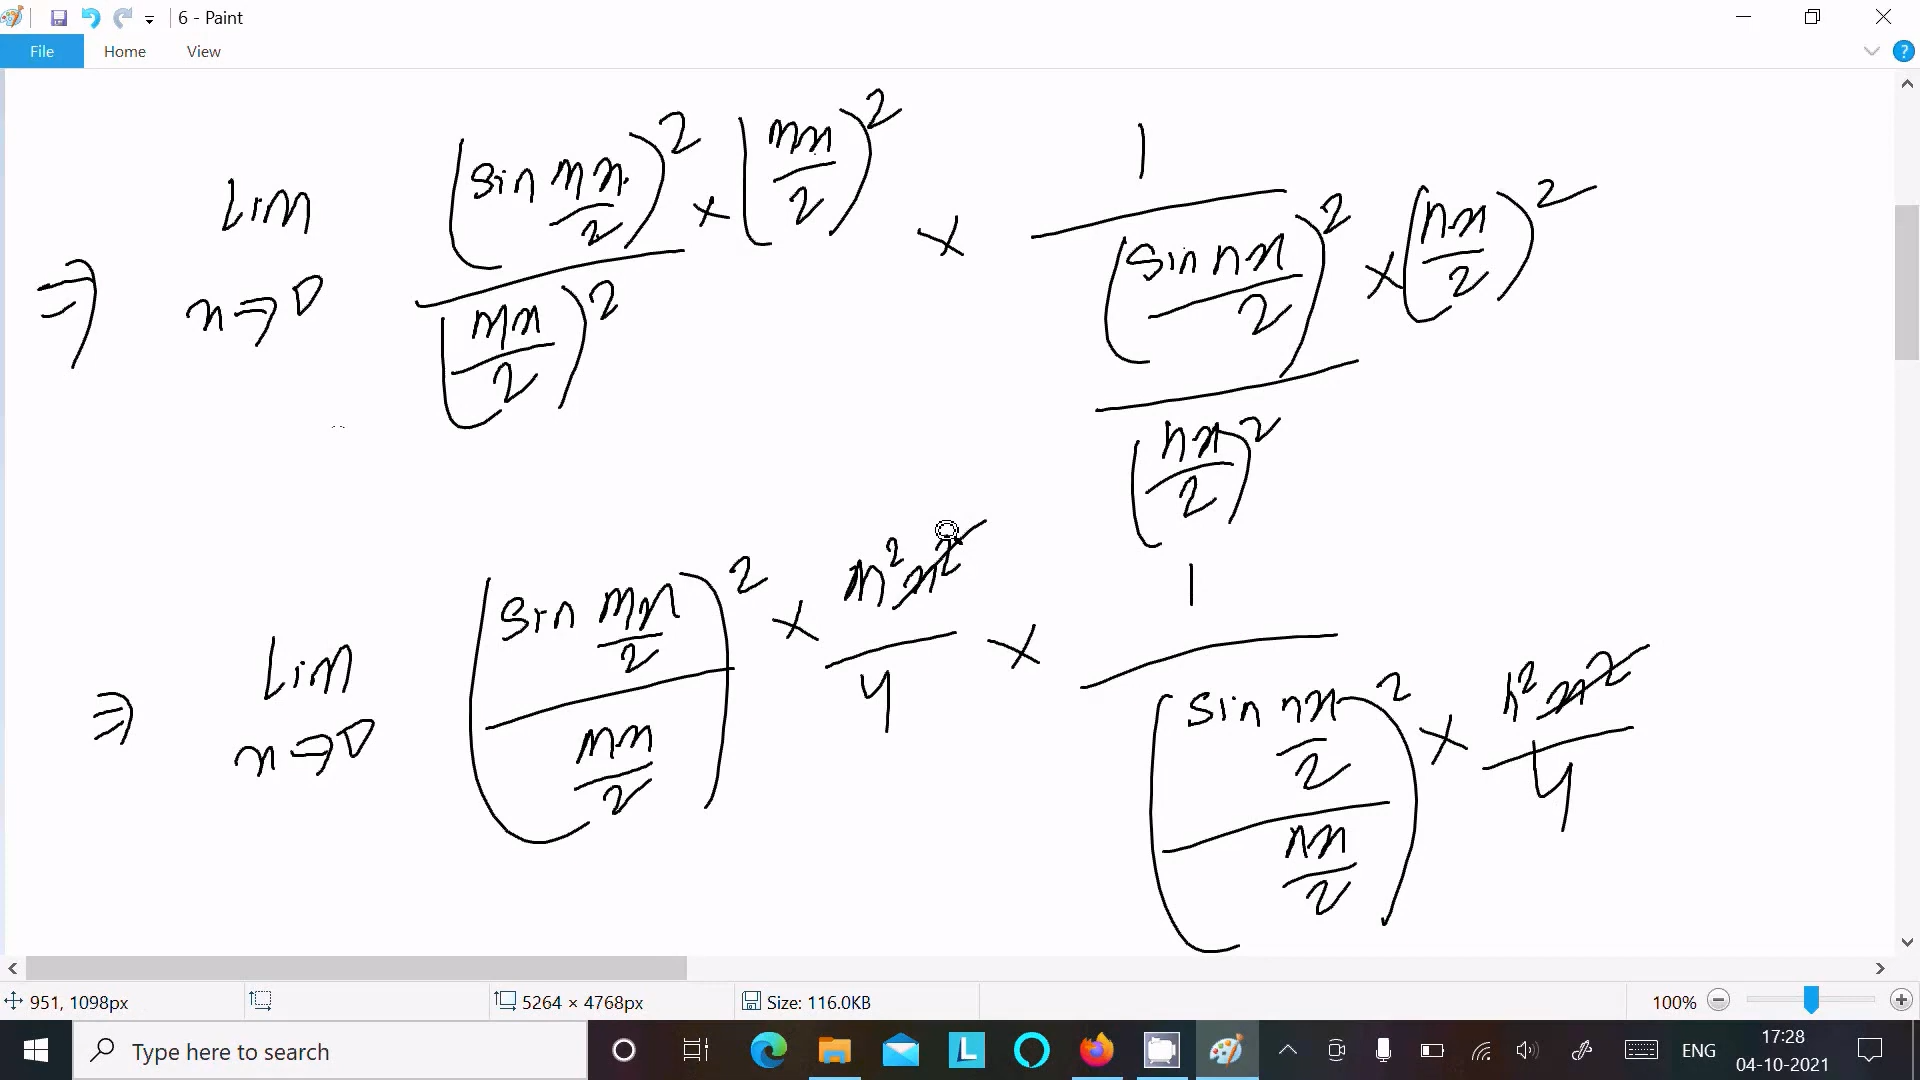 6 - Paint
File Home View
⇒ lim x→0 (sin mx/2)² / (mx/2)² × (mx/2)² × 1 / ((sin nx/2)² / (nx/2)² × (nx/2)²)
⇒ lim x→0 (sin mx/2 / mx/2)² × m²x²/4 × 1 / ((sin nx/2 / nx/2)² × n²x²/4)
951, 1098px 5264 × 4768px Size: 116.0KB 100%
Type here to search L ENG 17:28
04-10-2021